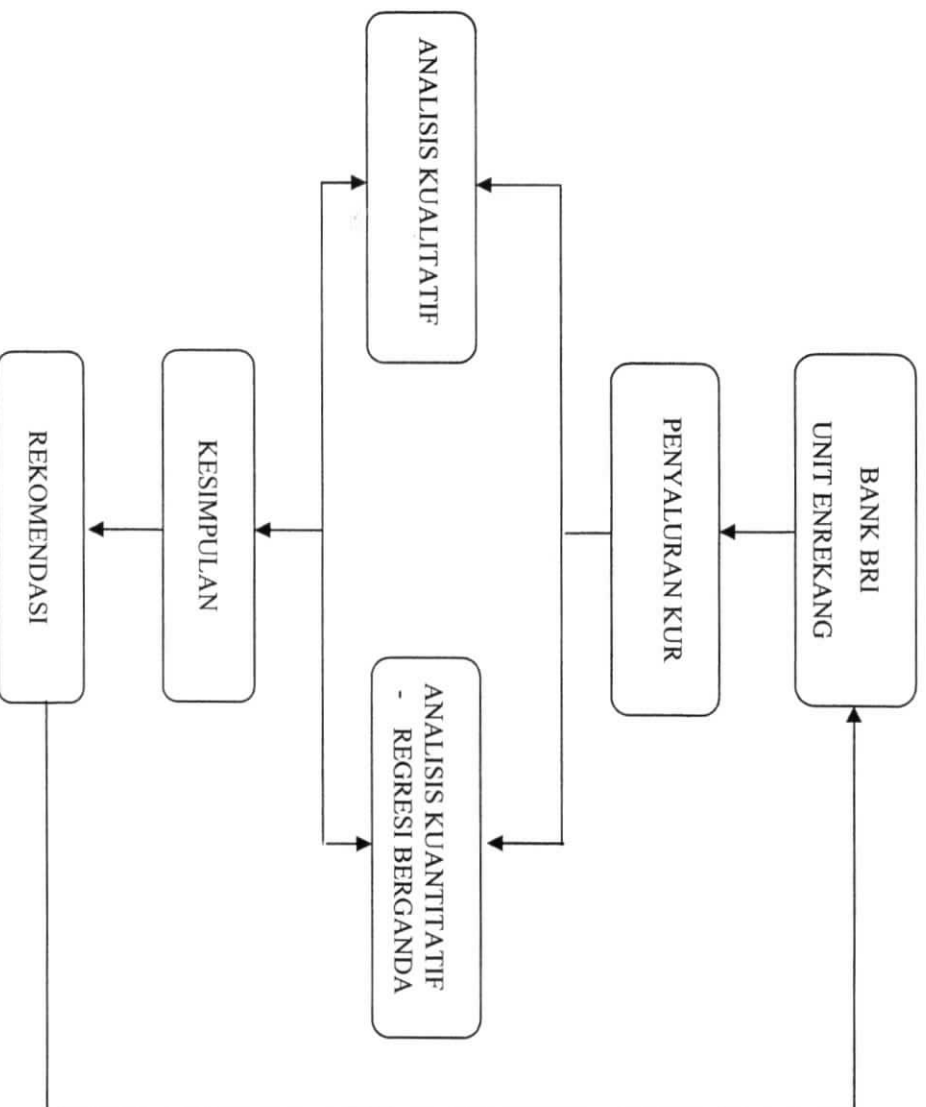 BANK BRI
UNIT ENREKANG
PENYALURAN KUR
ANALISIS KUALITATIF
ANALISIS KUANTITATIF
- REGRESI BERGANDA
KESIMPULAN
REKOMENDASI